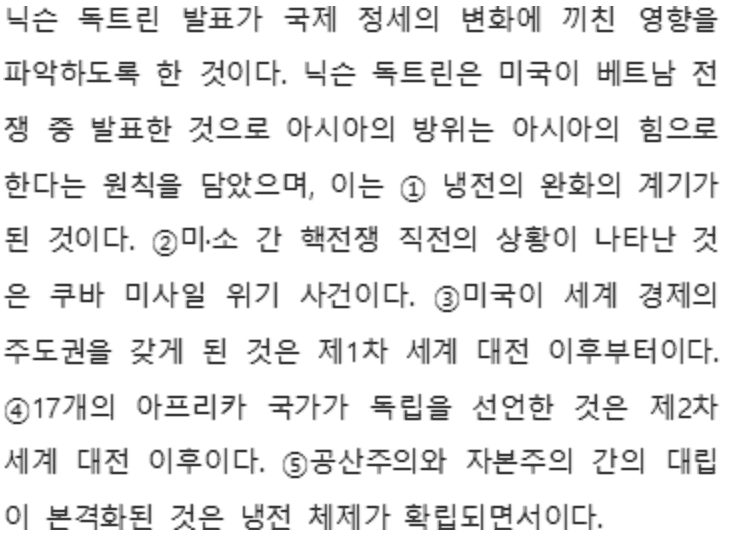 닉슨 독트린 발표가 국제 정세의 변화에 끼친 영향을
파악하도록 한 것이다. 닉슨 독트린은 미국이 베트남 전
쟁 중 발표한 것으로 아시아의 방위는 아시아의 힘으로
한다는 원칙을 담았으며, 이는 ① 냉전의 완화의 계기가
된 것이다. ②미·소 간 핵전쟁 직전의 상황이 나타난 것
은 쿠바 미사일 위기 사건이다. ③미국이 세계 경제의
주도권을 갖게 된 것은 제1차 세계 대전 이후부터이다.
④17개의 아프리카 국가가 독립을 선언한 것은 제2차
세계 대전 이후이다. ⑤공산주의와 자본주의 간의 대립
이 본격화된 것은 냉전 체제가 확립되면서이다.